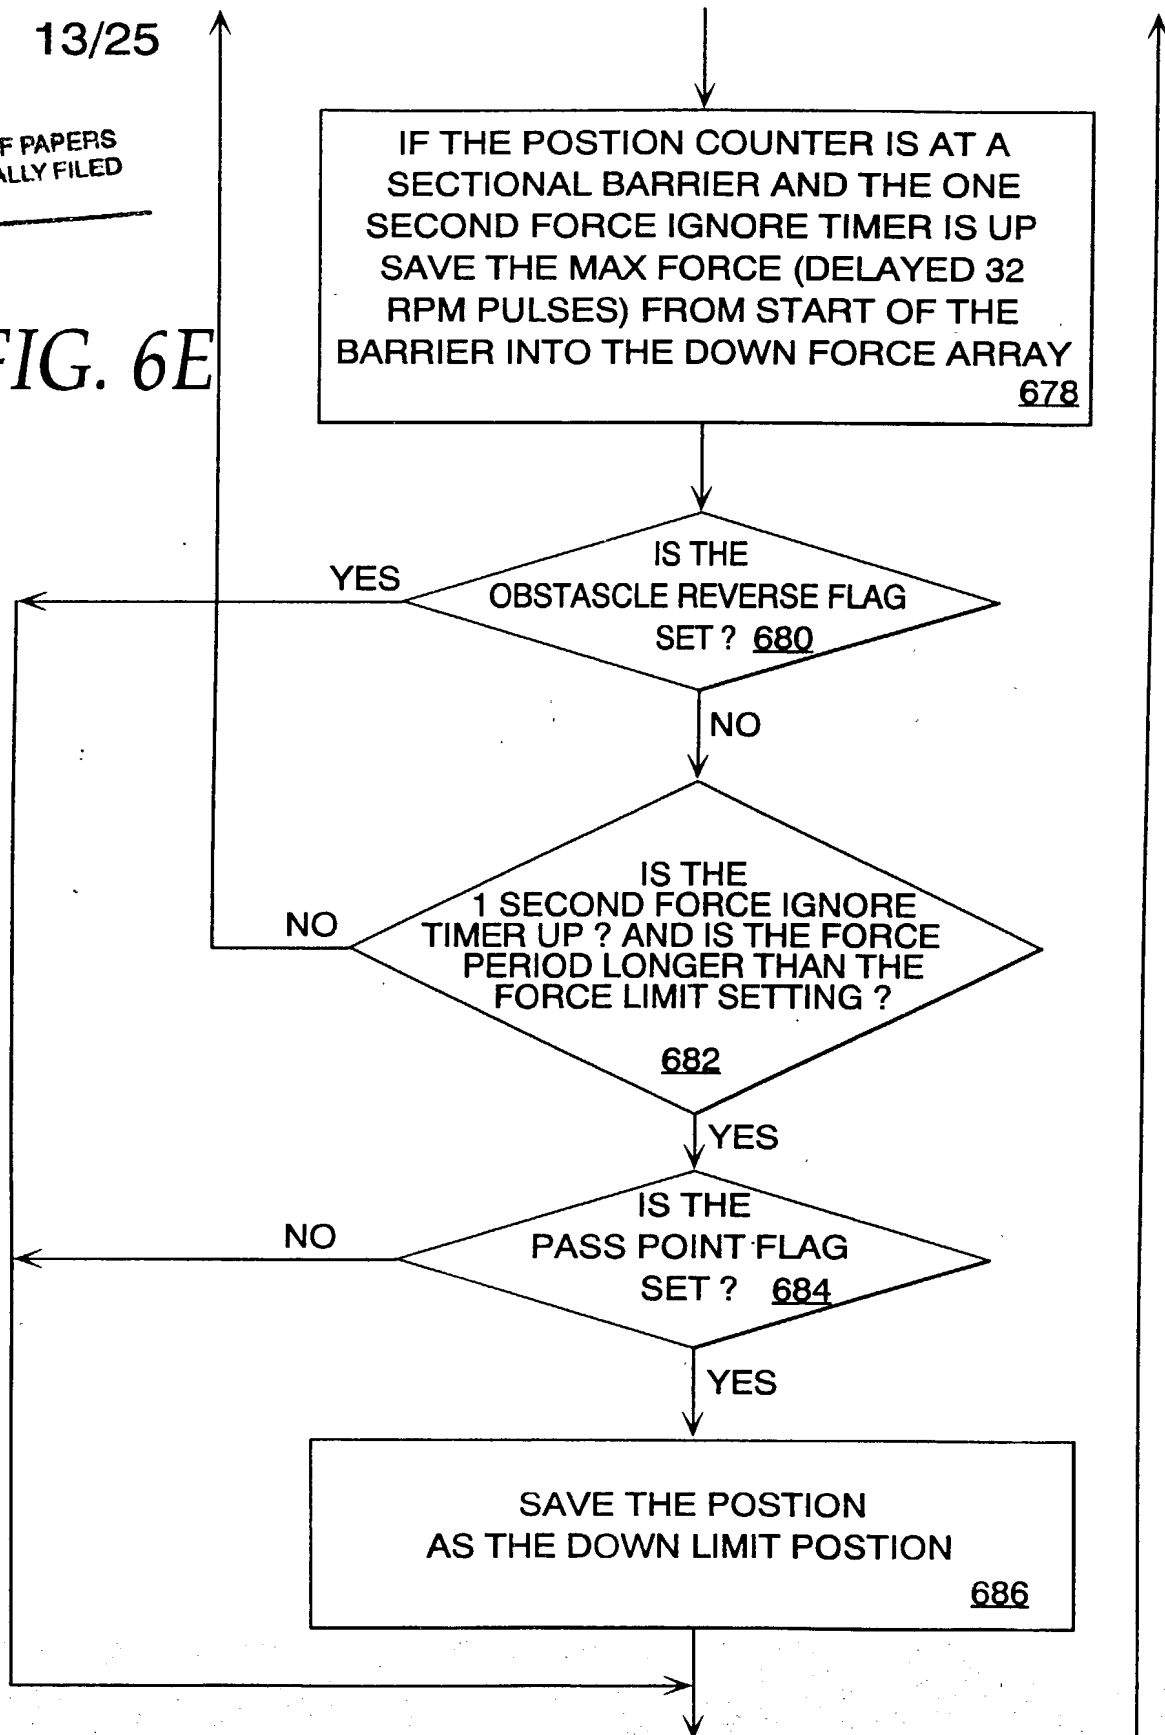 13/25
F PAPERS
ALLY FILED
FIG. 6E
IF THE POSTION COUNTER IS AT A
SECTIONAL BARRIER AND THE ONE
SECOND FORCE IGNORE TIMER IS UP
SAVE THE MAX FORCE (DELAYED 32
RPM PULSES) FROM START OF THE
BARRIER INTO THE DOWN FORCE ARRAY
678
YES
IS THE
OBSTASCLE REVERSE FLAG
SET ? 680
NO
NO
IS THE
1 SECOND FORCE IGNORE
TIMER UP ? AND IS THE FORCE
PERIOD LONGER THAN THE
FORCE LIMIT SETTING ?
682
YES
NO
IS THE
PASS POINT FLAG
SET ? 684
YES
SAVE THE POSTION
AS THE DOWN LIMIT POSTION
686